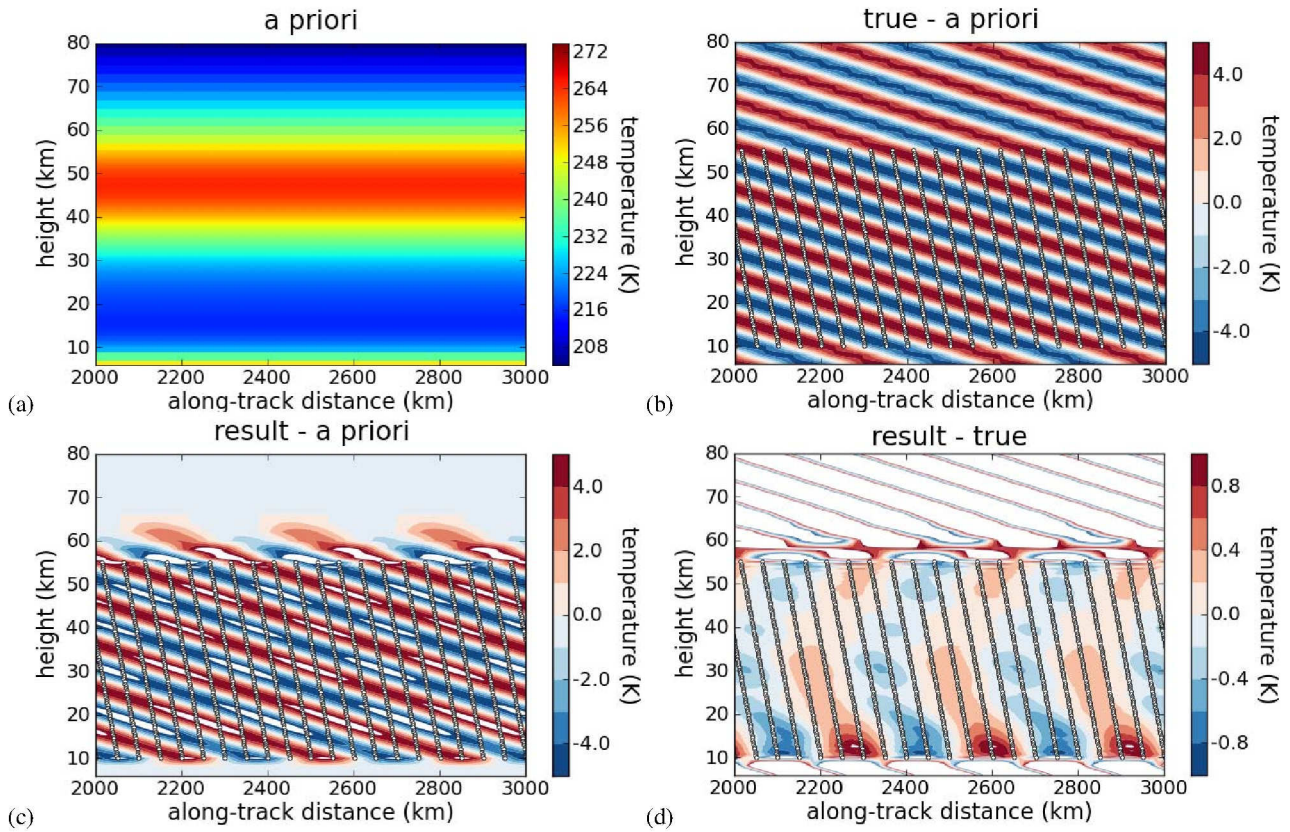 a priori
80
70
60
50
40
30
20
10
height (km)
2000 2200 2400 2600 2800 3000
along-track distance (km)
272
264
256
248
240
232
224
216
208
temperature (K)
(a)
true - a priori
80
70
60
50
40
30
20
10
height (km)
2000 2200 2400 2600 2800 3000
along-track distance (km)
4.0
2.0
0.0
-2.0
-4.0
temperature (K)
(b)
result - a priori
80
70
60
50
40
30
20
10
height (km)
2000 2200 2400 2600 2800 3000
along-track distance (km)
4.0
2.0
0.0
-2.0
-4.0
temperature (K)
(c)
result - true
80
70
60
50
40
30
20
10
height (km)
2000 2200 2400 2600 2800 3000
along-track distance (km)
0.8
0.4
0.0
-0.4
-0.8
temperature (K)
(d)